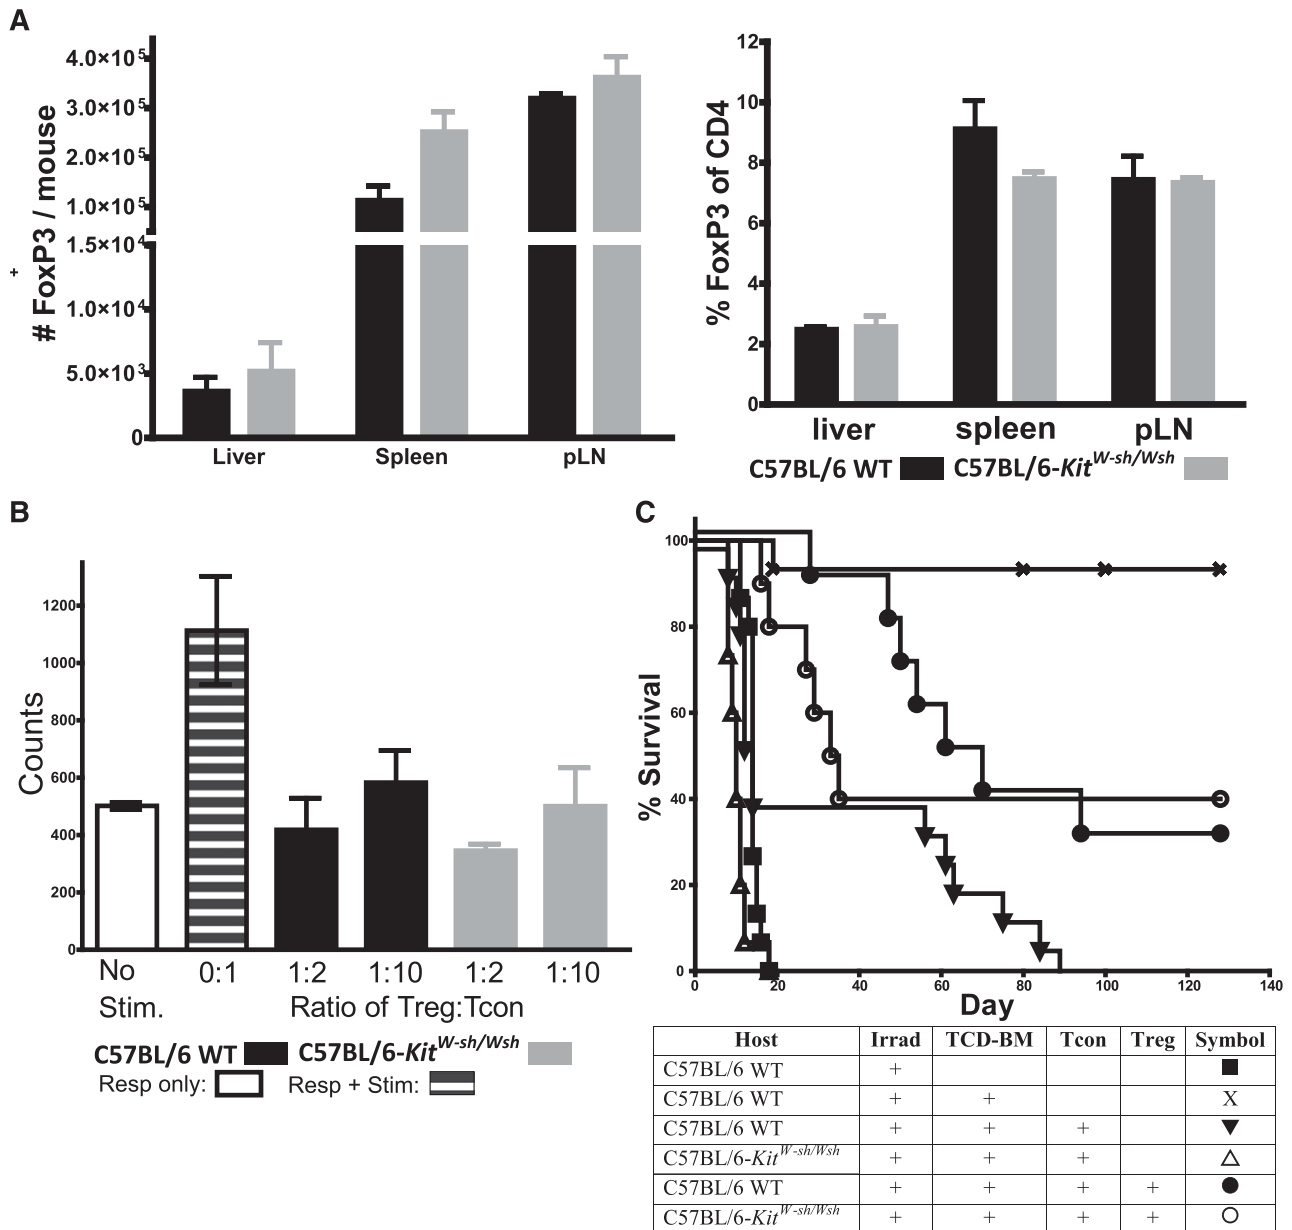 A
# FoxP3 / mouse
+
4.0×10⁵
3.0×10⁵
2.0×10⁵
1.0×10⁵
1.5×10⁴
1.0×10⁴
5.0×10³
0
Liver Spleen pLN
% FoxP3 of CD4
12
10
8
6
4
2
0
liver spleen pLN
C57BL/6 WT C57BL/6-Kit W-sh/Wsh
B
Counts
1200
1000
800
600
400
200
0
No Stim. 0:1 1:2 1:10 1:2 1:10
Ratio of Treg:Tcon
C57BL/6 WT C57BL/6-Kit W-sh/Wsh
Resp only: Resp + Stim:
C
% Survival
100
80
60
40
20
0
0 20 40 60 80 100 120 140
Day
Host Irrad TCD-BM Tcon Treg Symbol
C57BL/6 WT + ■
C57BL/6 WT + + X
C57BL/6 WT + + + ▼
C57BL/6-Kit W-sh/Wsh + + + △
C57BL/6 WT + + + + ●
C57BL/6-Kit W-sh/Wsh + + + + ○